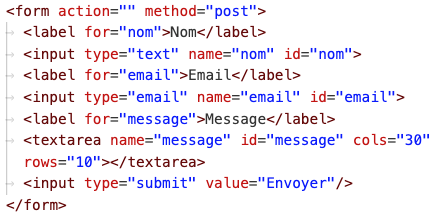 <form action="" method="post">
<label for="nom">Nom</label>
<input type="text" name="nom" id="nom">
<label for="email">Email</label>
<input type="email" name="email" id="email">
<label for="message">Message</label>
<textarea name="message" id="message" cols="30"
rows="10"></textarea>
<input type="submit" value="Envoyer"/>
</form>